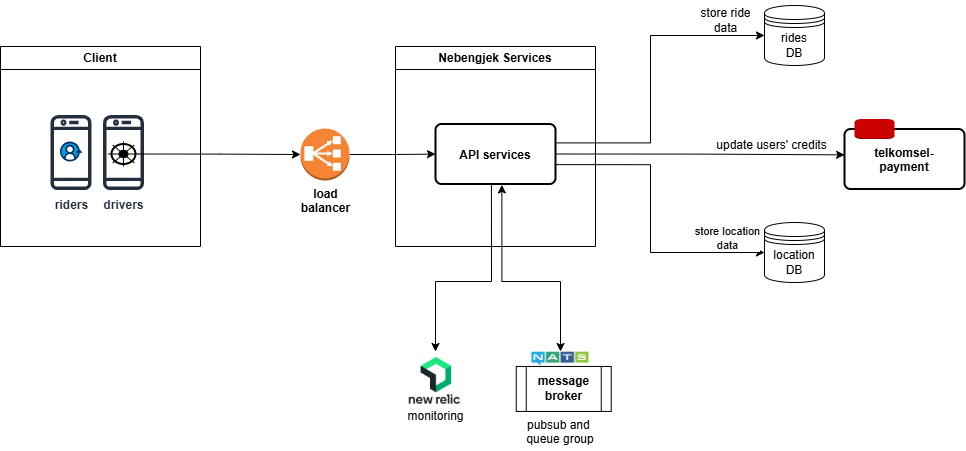 Client
riders
drivers
load
balancer
Nebengjek Services
API services
store ride
data
rides
DB
update users' credits
telkomsel-
payment
store location
data
location
DB
new relic
monitoring
NATS
message
broker
pubsub and
queue group